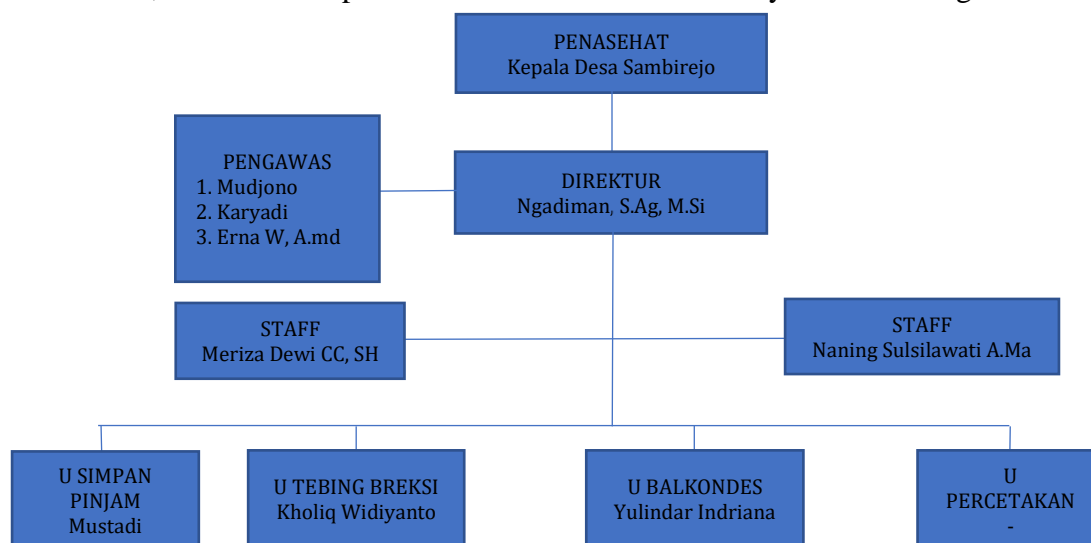 PENASEHAT
Kepala Desa Sambirejo
PENGAWAS
1. Mudjono
2. Karyadi
3. Erna W, A.md
DIREKTUR
Ngadiman, S.Ag, M.Si
STAFF
Meriza Dewi CC, SH
STAFF
Naning Sulsilawati A.Ma
U SIMPAN
PINJAM
Mustadi
U TEBING BREKSI
Kholiq Widiyanto
U BALKONDES
Yulindar Indriana
U
PERCETAKAN
-